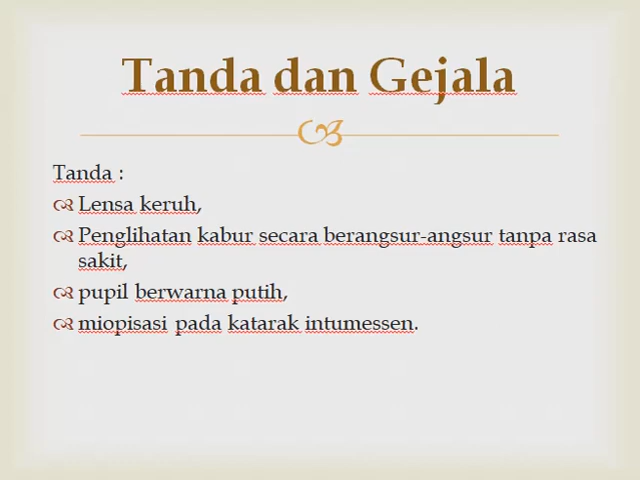 Tanda dan Gejala
Tanda :
Lensa keruh,
Penglihatan kabur secara berangsur-angsur tanpa rasa
sakit,
pupil berwarna putih,
miopisasi pada katarak intumessen.